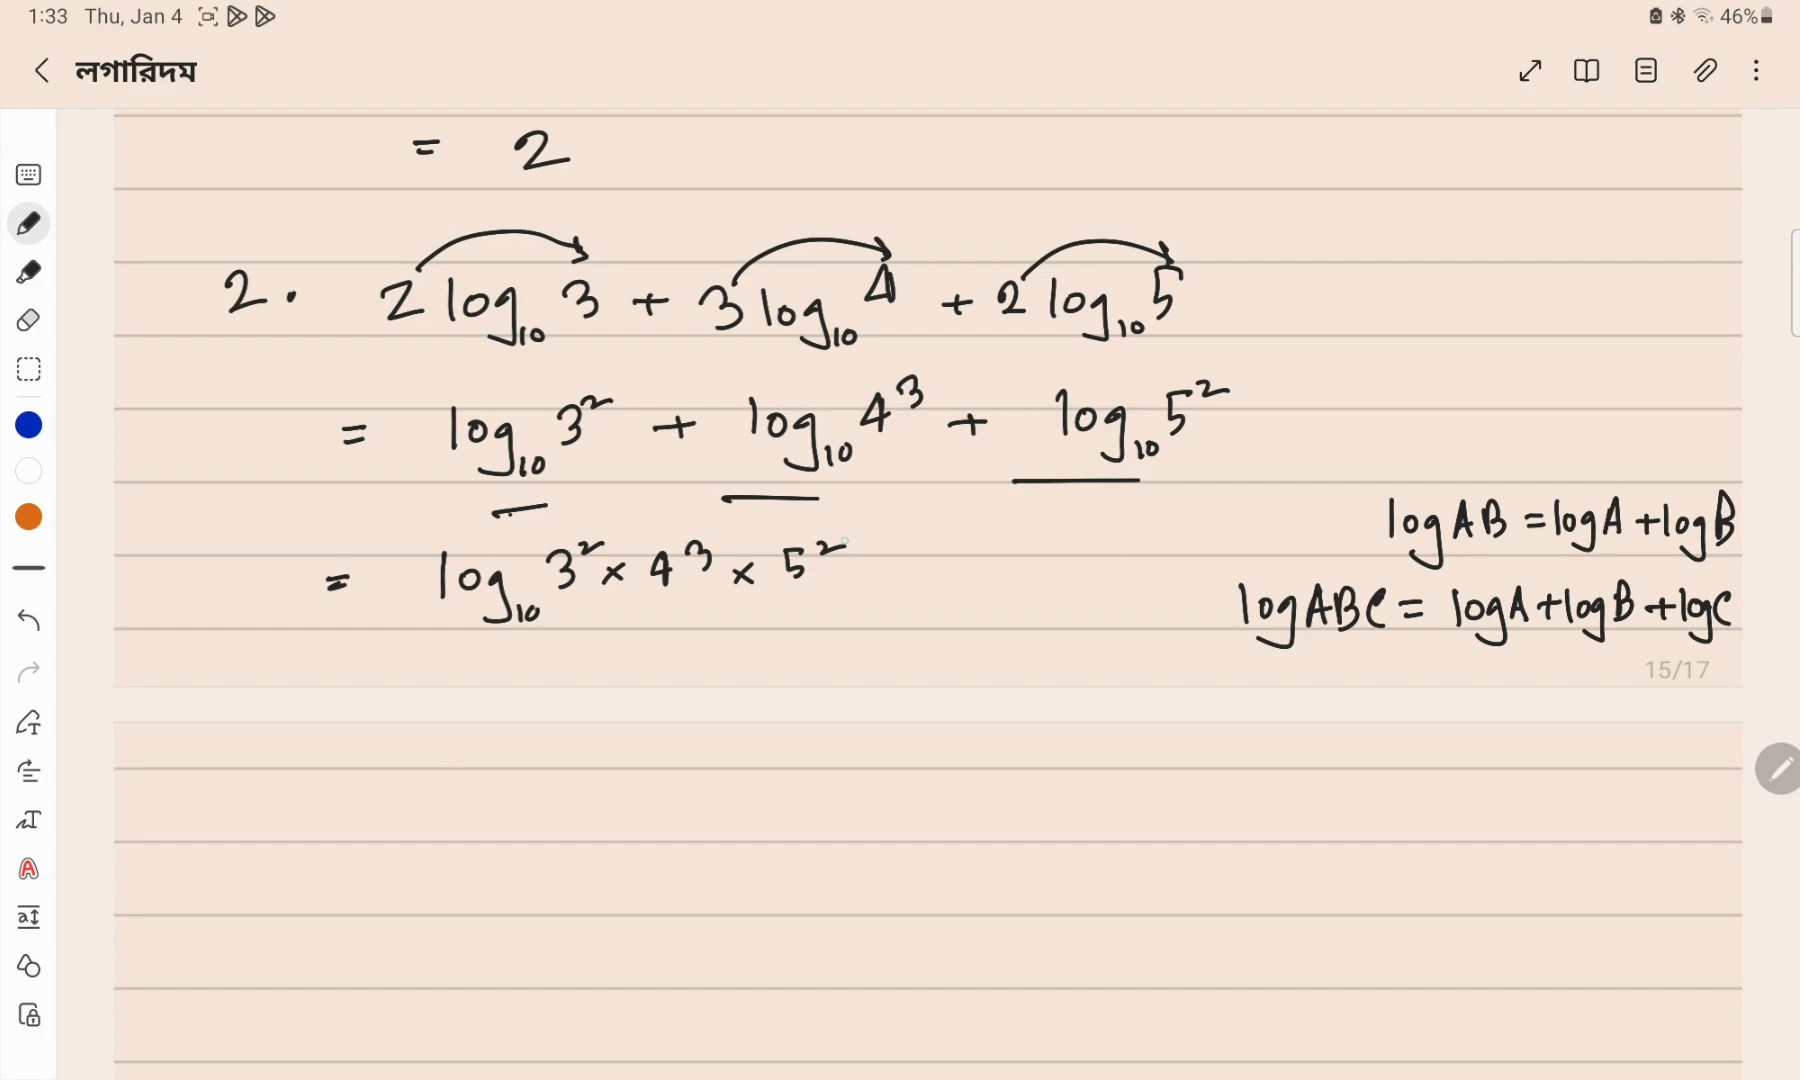 1:33 Thu, Jan 4 46%
লগারিদম
= 2
2. 2 log₁₀ 3 + 3 log₁₀ 4 + 2 log₁₀ 5
= log₁₀ 3² + log₁₀ 4³ + log₁₀ 5²
log AB = log A + log B
= log₁₀ 3² × 4³ × 5²
log ABC = log A + log B + log C
15/17